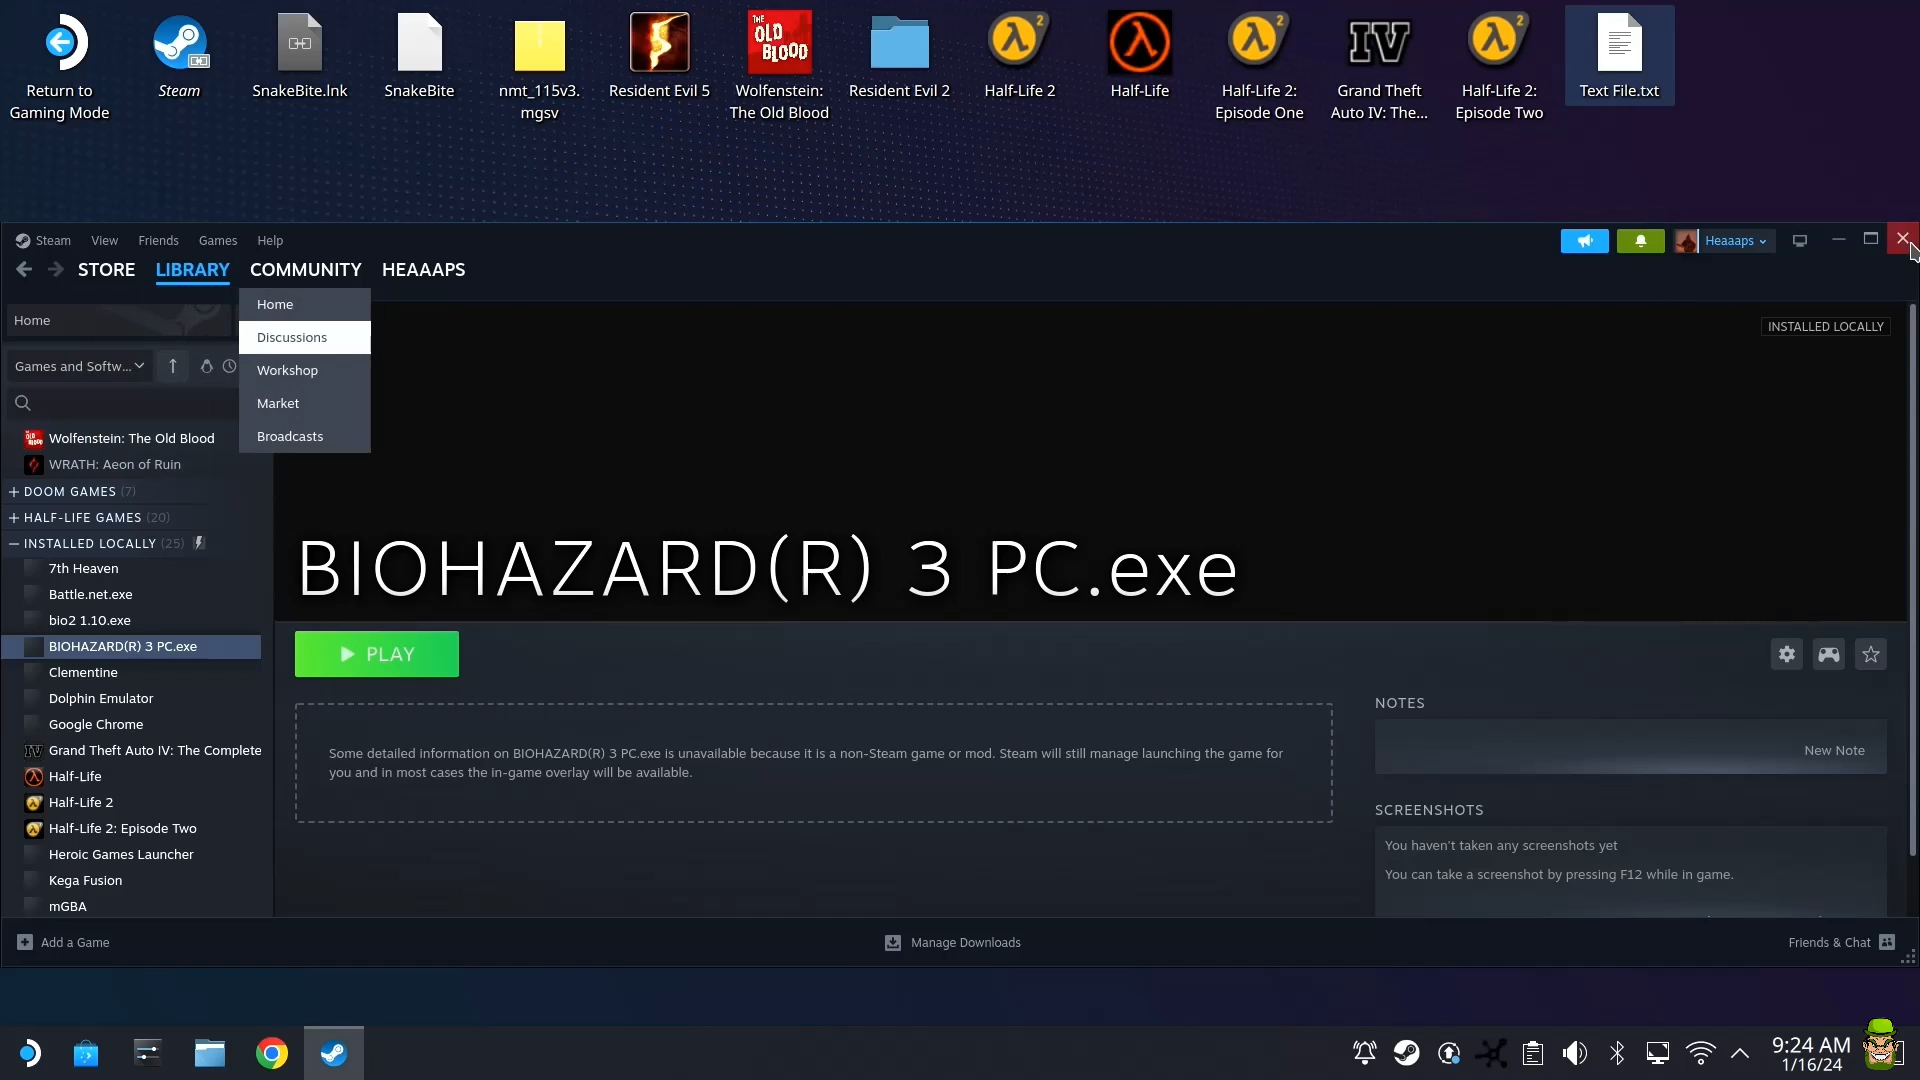 Return to
Gaming Mode
Steam
SnakeBite.lnk
SnakeBite
nmt_115v3.
mgsv
Resident Evil 5
THE
OLD
BLOOD
Wolfenstein:
The Old Blood
Resident Evil 2
2
Half-Life 2
Half-Life
2
Half-Life 2:
Episode One
IV
Grand Theft
Auto IV: The...
2
Half-Life 2:
Episode Two
Text File.txt
Steam View Friends Games Help
Heaaaps
STORE LIBRARY COMMUNITY HEAAAPS
Home
Discussions
Workshop
Market
Broadcasts
Home
Games and Softw...
Wolfenstein: The Old Blood
WRATH: Aeon of Ruin
+ DOOM GAMES (7)
+ HALF-LIFE GAMES (20)
— INSTALLED LOCALLY (25)
7th Heaven
Battle.net.exe
bio2 1.10.exe
BIOHAZARD(R) 3 PC.exe
Clementine
Dolphin Emulator
Google Chrome
Grand Theft Auto IV: The Complete
Half-Life
Half-Life 2
Half-Life 2: Episode Two
Heroic Games Launcher
Kega Fusion
mGBA
INSTALLED LOCALLY
BIOHAZARD(R) 3 PC.exe
PLAY
Some detailed information on BIOHAZARD(R) 3 PC.exe is unavailable because it is a non-Steam game or mod. Steam will still manage launching the game for
you and in most cases the in-game overlay will be available.
NOTES
New Note
SCREENSHOTS
You haven't taken any screenshots yet
You can take a screenshot by pressing F12 while in game.
Add a Game
Manage Downloads
Friends & Chat
9:24 AM
1/16/24